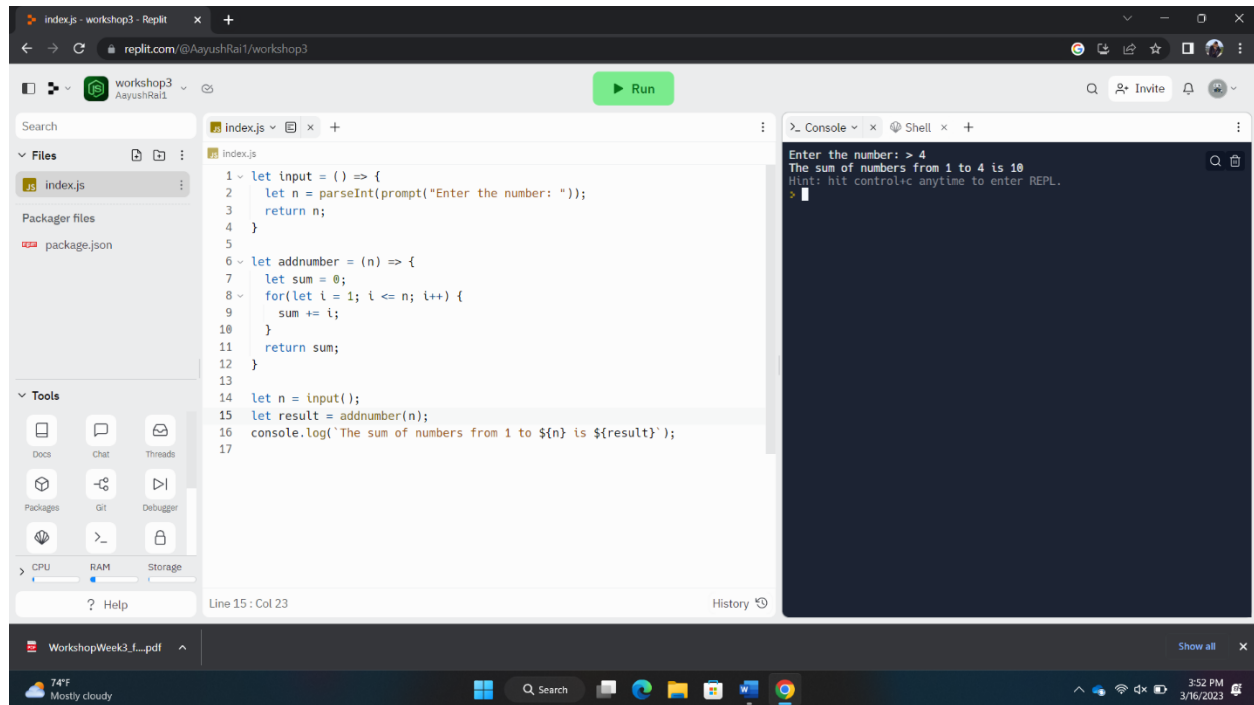 index.js - workshop3 - Replit
replit.com/@AayushRai1/workshop3
workshop3
AayushRai1
Run
Invite
Search
Files
index.js
Packager files
package.json
Tools
Docs
Chat
Threads
Packages
Git
Debugger
CPU
RAM
Storage
? Help
index.js
index.js
1 let input = () => {
2 let n = parseInt(prompt("Enter the number: "));
3 return n;
4 }
5
6 let addnumber = (n) => {
7 let sum = 0;
8 for(let i = 1; i <= n; i++) {
9 sum += i;
10 }
11 return sum;
12 }
13
14 let n = input();
15 let result = addnumber(n);
16 console.log(`The sum of numbers from 1 to ${n} is ${result}`);
17
Line 15 : Col 23
History
Console
Shell
Enter the number: > 4
The sum of numbers from 1 to 4 is 10
Hint: hit control+c anytime to enter REPL.
>
WorkshopWeek3_f....pdf
Show all
74°F
Mostly cloudy
Search
3:52 PM
3/16/2023